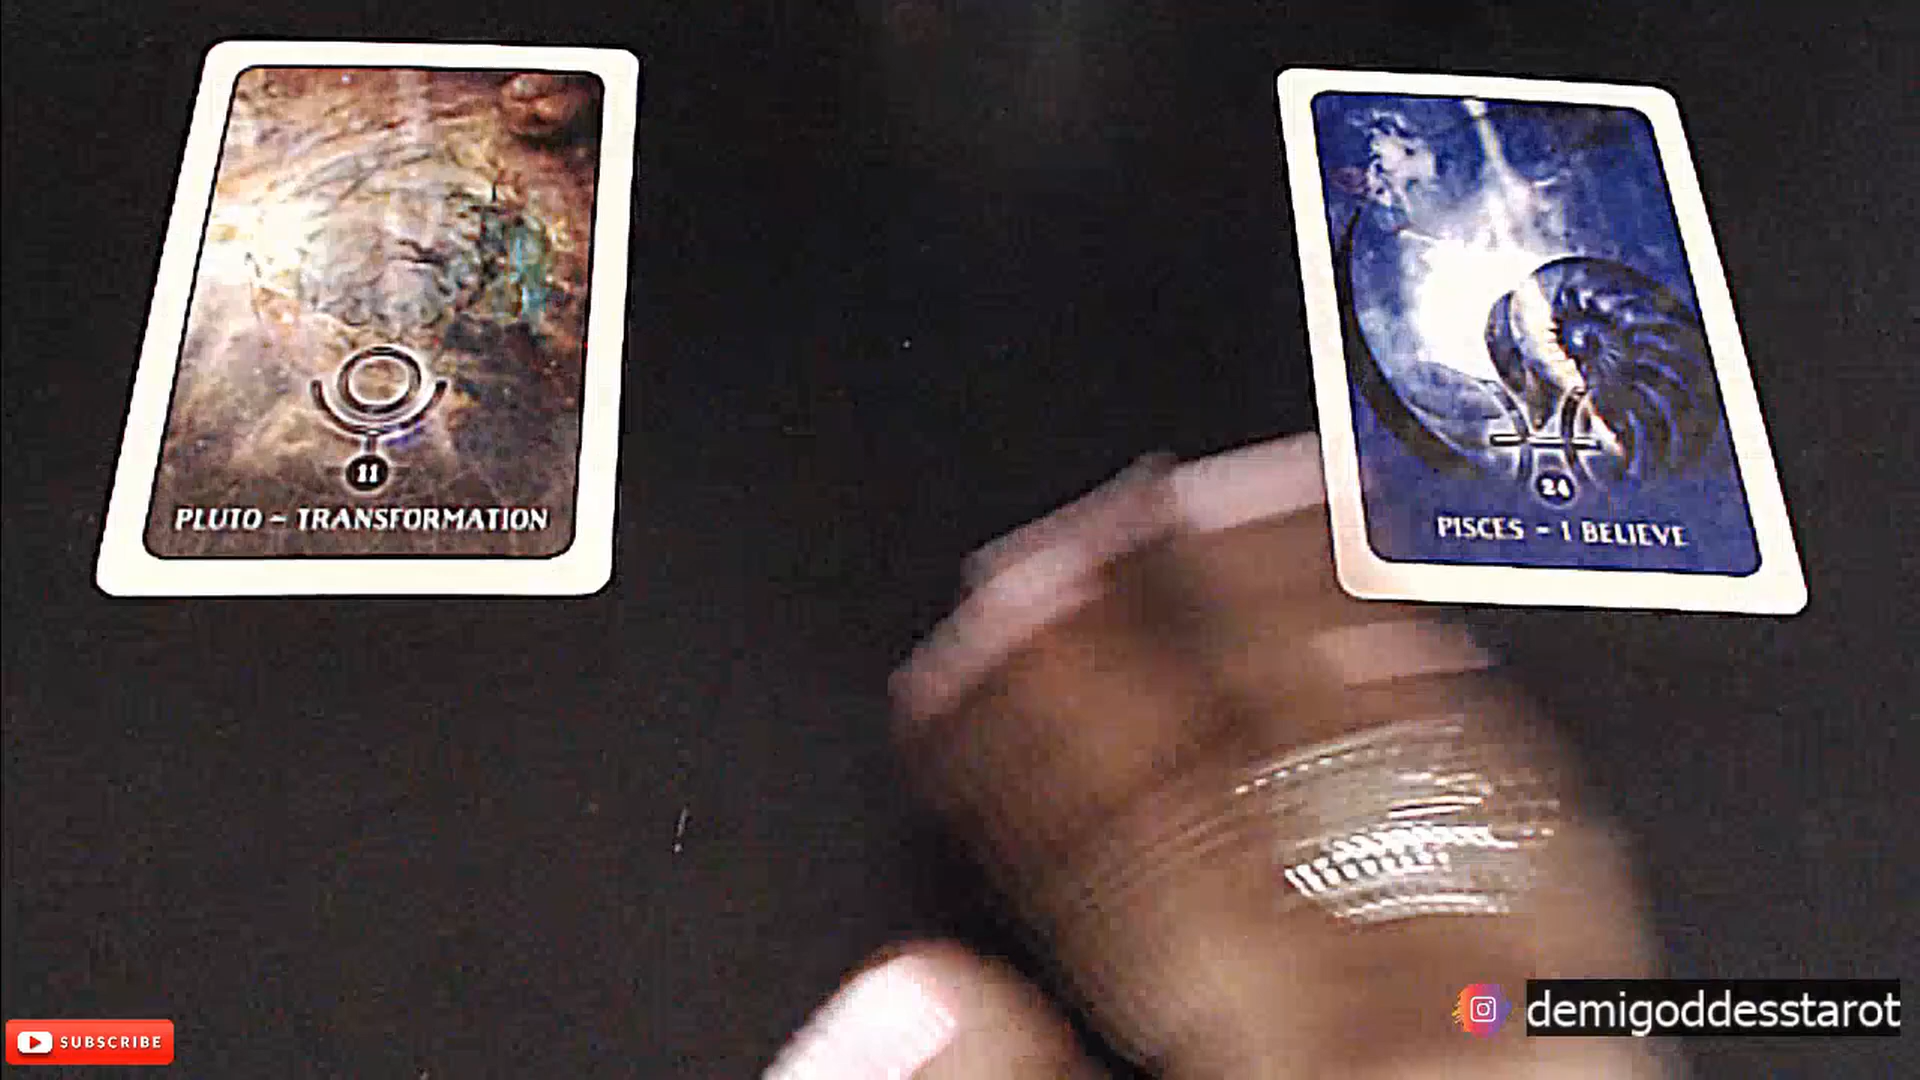 11
PLUTO ~ TRANSFORMATION
24
PISCES ~ I BELIEVE
SUBSCRIBE
demigoddesstarot